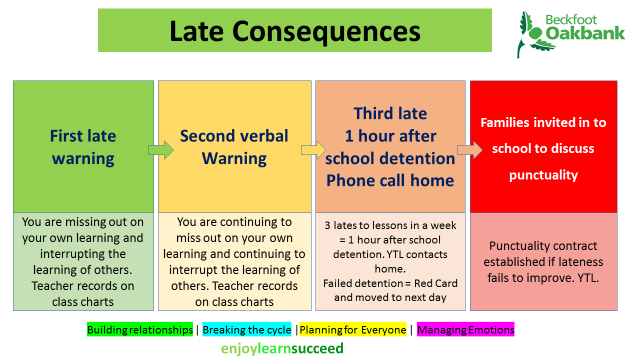 Late Consequences
Beckfoot
Oakbank
First late
warning
Second verbal
Warning
Third late
1 hour after
school detention
Phone call home
Families invited in to
school to discuss
punctuality
You are missing out on
your own learning and
interrupting the
learning of others.
Teacher records on
class charts
You are continuing to
miss out on your own
learning and continuing to
interrupt the learning of
others. Teacher records
on class charts
3 lates to lessons in a week
= 1 hour after school
detention. YTL contacts
home.
Failed detention = Red Card
and moved to next day
Punctuality contract
established if lateness
fails to improve. YTL.
Building relationships | Breaking the cycle |Planning for Everyone | Managing Emotions
enjoylearnsucceed